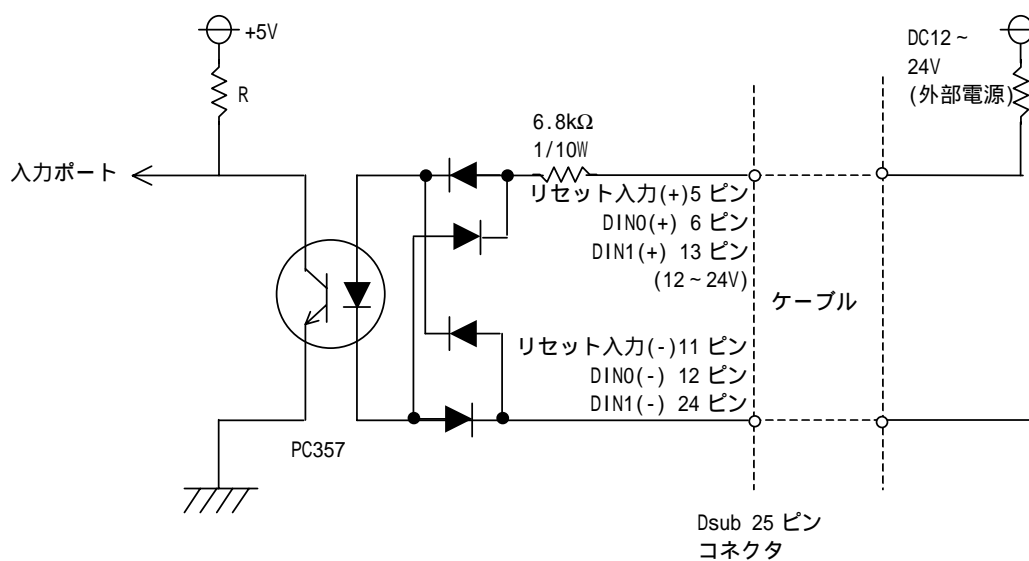 +5V
R
入力ポート
PC357
6.8kΩ
1/10W
リセット入力(+)5 ピン
DIN0(+) 6 ピン
DIN1(+) 13 ピン
(12~24V)
リセット入力(-)11 ピン
DIN0(-) 12 ピン
DIN1(-) 24 ピン
ケーブル
DC12~
24V
(外部電源)
Dsub 25 ピン
コネクタ